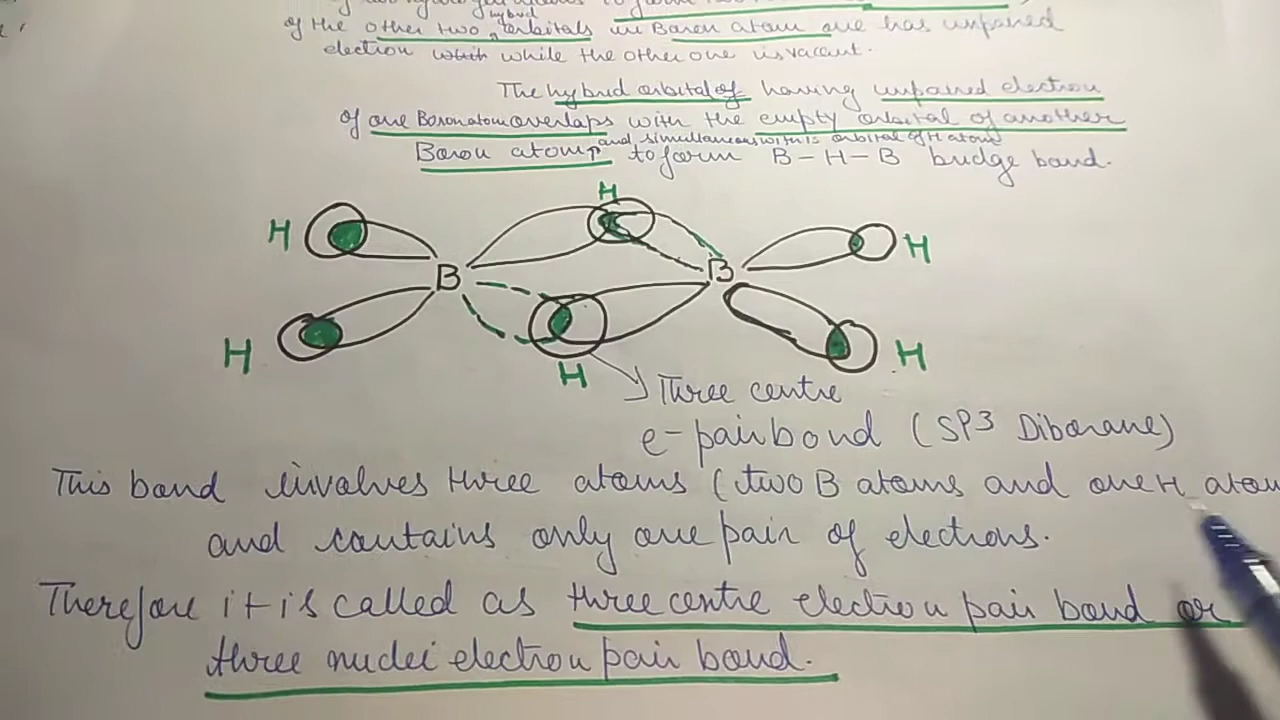 of the other two hybrid orbitals in Boron atom one has unpaired
electron which while the other one is vacant.
The hybrid orbital of having unpaired electron
of one Boron atom overlaps with the empty orbital of another
Boron atom and simultaneous with 1s orbital of H atom to form B-H-B bridge bond.
H
H
H
B
B
H
H
H
Three centre
e- pair bond (SP3 Diborane)
This bond involves three atoms (two B atoms and one H atom
and contains only one pair of elections.
Therefore it is called as three centre electron pair bond or
three nuclei electron pair bond.